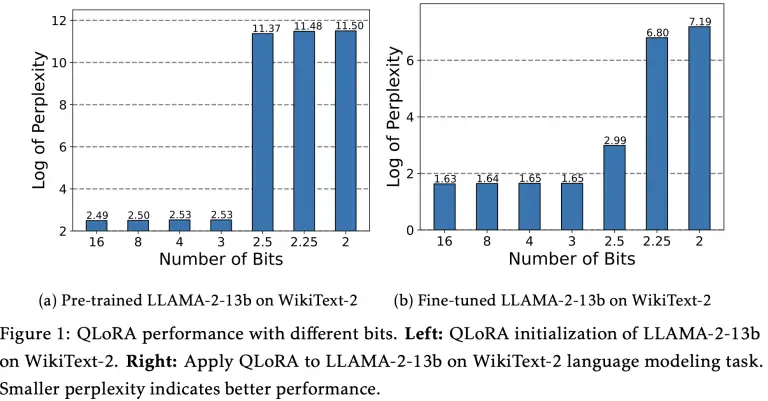 12
10
8
6
4
2
Log of Perplexity
2.49 2.50 2.53 2.53 11.37 11.48 11.50
16 8 4 3 2.5 2.25 2
Number of Bits
6
4
2
0
Log of Perplexity
1.63 1.64 1.65 1.65 2.99 6.80 7.19
16 8 4 3 2.5 2.25 2
Number of Bits
(a) Pre-trained LLAMA-2-13b on WikiText-2
(b) Fine-tuned LLAMA-2-13b on WikiText-2
Figure 1: QLoRA performance with different bits. Left: QLoRA initialization of LLAMA-2-13b
on WikiText-2. Right: Apply QLoRA to LLAMA-2-13b on WikiText-2 language modeling task.
Smaller perplexity indicates better performance.